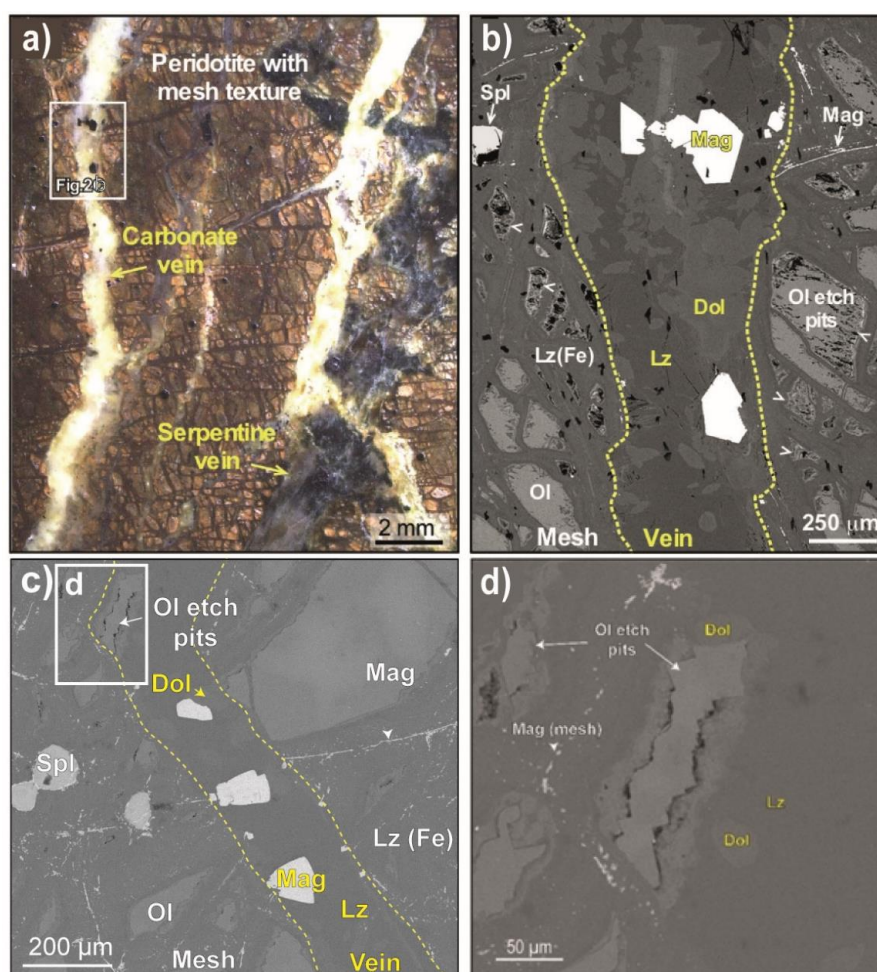 a)
Peridotite with
mesh texture
Fig.2b
Carbonate
vein
Serpentine
vein
2 mm
b)
Spl
Mag
Mag
Ol etch
pits
Dol
Lz(Fe)
Lz
Ol
Mesh
Vein
250 µm
c)
d
Ol etch
pits
Dol
Mag
Spl
Lz (Fe)
Mag
Ol
Lz
200 µm
Mesh
Vein
d)
Dol
Ol etch
pits
Mag (mesh)
Lz
Dol
50 µm